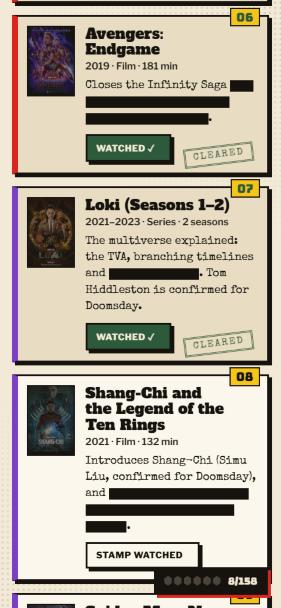 06
Avengers:
Endgame
2019 · Film · 181 min
Closes the Infinity Saga
.
WATCHED ✓
CLEARED
07
Loki (Seasons 1–2)
2021–2023 · Series · 2 seasons
The multiverse explained:
the TVA, branching timelines
and . Tom
Hiddleston is confirmed for
Doomsday.
WATCHED ✓
CLEARED
08
Shang-Chi and
the Legend of the
Ten Rings
2021 · Film · 132 min
Introduces Shang-Chi (Simu
Liu, confirmed for Doomsday),
and
.
STAMP WATCHED
8/158